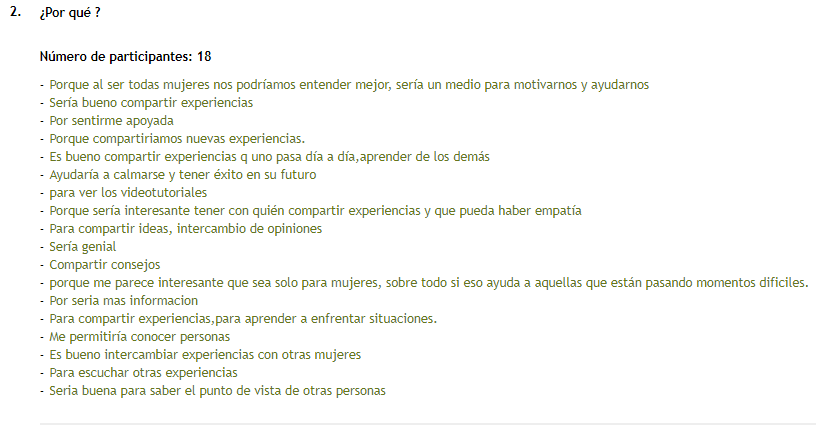 2. ¿Por qué ?
Número de participantes: 18
- Porque al ser todas mujeres nos podríamos entender mejor, sería un medio para motivarnos y ayudarnos
- Sería bueno compartir experiencias
- Por sentirme apoyada
- Porque compartiriamos nuevas experiencias.
- Es bueno compartir experiencias q uno pasa día a día,aprender de los demás
- Ayudaría a calmarse y tener éxito en su futuro
- para ver los videotutoriales
- Porque sería interesante tener con quién compartir experiencias y que pueda haber empatía
- Para compartir ideas, intercambio de opiniones
- Sería genial
- Compartir consejos
- porque me parece interesante que sea solo para mujeres, sobre todo si eso ayuda a aquellas que están pasando momentos dificiles.
- Por seria mas informacion
- Para compartir experiencias,para aprender a enfrentar situaciones.
- Me permitiría conocer personas
- Es bueno intercambiar experiencias con otras mujeres
- Para escuchar otras experiencias
- Seria buena para saber el punto de vista de otras personas